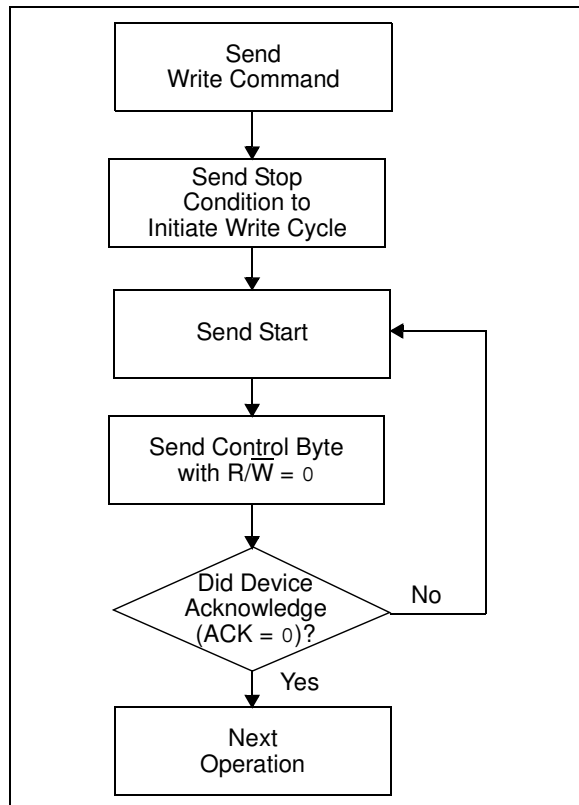 Send
Write Command
Send Stop
Condition to
Initiate Write Cycle
Send Start
Send Control Byte
with R/W̅ = 0
Did Device
Acknowledge
(ACK = 0)?
No
Yes
Next
Operation